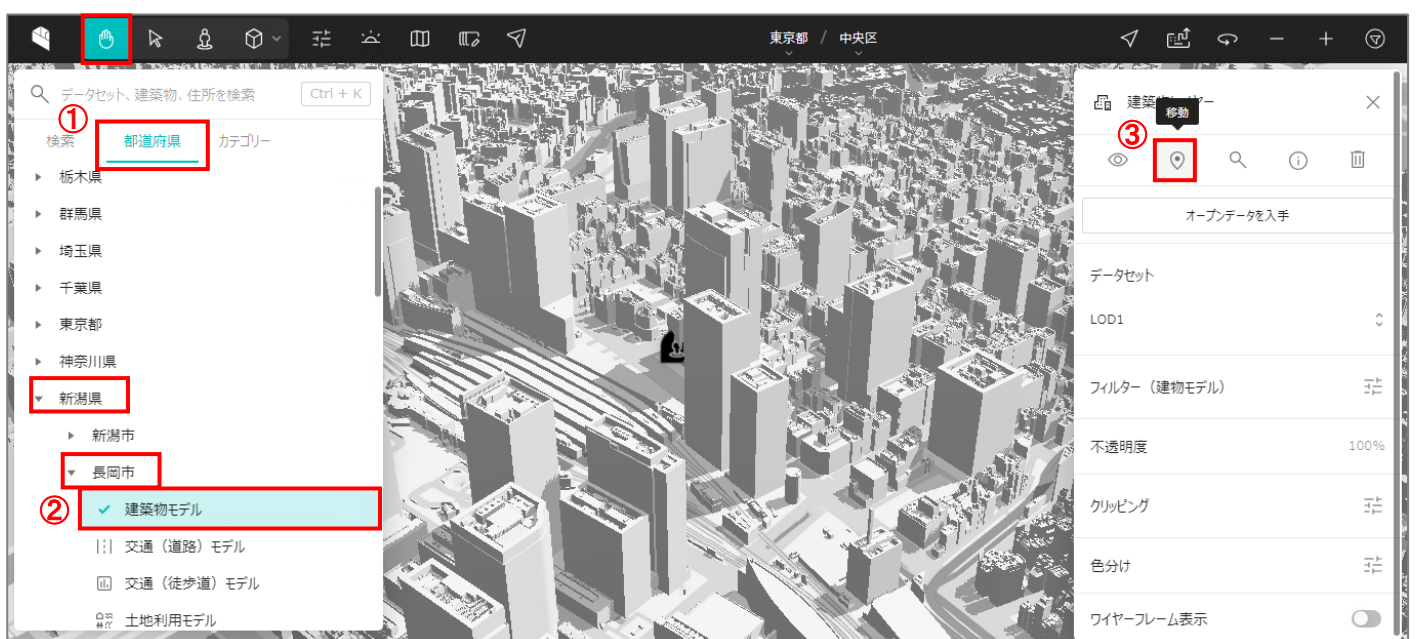 東京都 / 中央区
データセット、建築物、住所を検索 Ctrl + K
①
検索 都道府県 カテゴリー
栃木県
群馬県
埼玉県
千葉県
東京都
神奈川県
新潟県
新潟市
長岡市
② 建築物モデル
交通（道路）モデル
交通（徒歩道）モデル
土地利用モデル
移動
③
オープンデータを入手
データセット
LOD1
フィルター（建物モデル）
不透明度 100%
クリッピング
色分け
ワイヤーフレーム表示